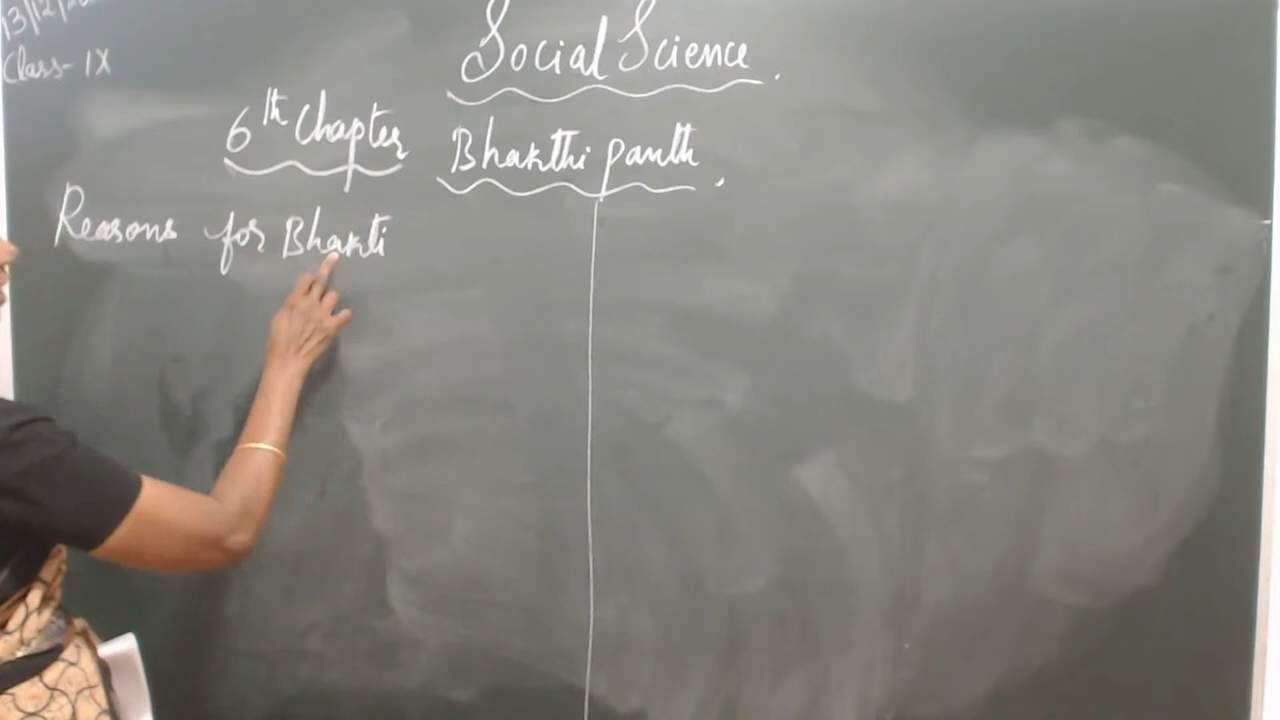 13/12/20
Class- IX
Social Science.
6th Chapter Bhakthi panth.
Reasons for Bhakti